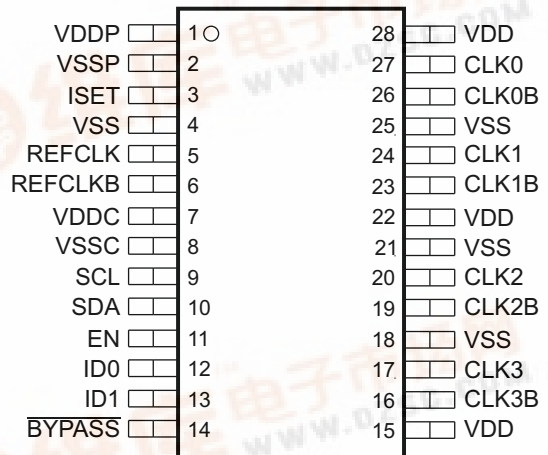 VDDP 1 28 VDD
VSSP 2 27 CLK0
ISET 3 26 CLK0B
VSS 4 25 VSS
REFCLK 5 24 CLK1
REFCLKB 6 23 CLK1B
VDDC 7 22 VDD
VSSC 8 21 VSS
SCL 9 20 CLK2
SDA 10 19 CLK2B
EN 11 18 VSS
ID0 12 17 CLK3
ID1 13 16 CLK3B
BYPASS 14 15 VDD